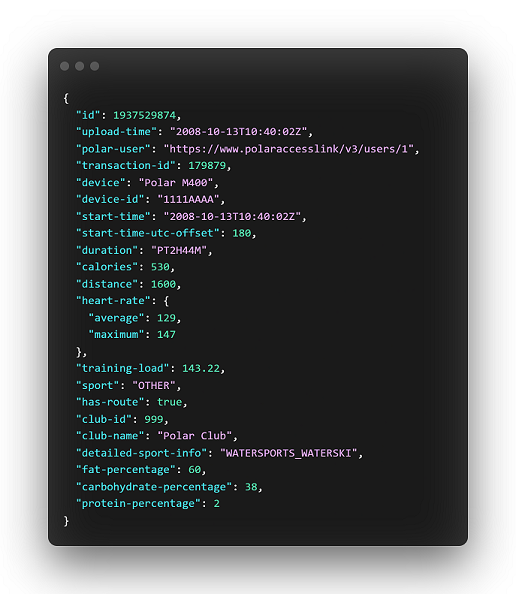 {
  "id": 1937529874,
  "upload-time": "2008-10-13T10:40:02Z",
  "polar-user": "https://www.polaraccesslink/v3/users/1",
  "transaction-id": 179879,
  "device": "Polar M400",
  "device-id": "1111AAAA",
  "start-time": "2008-10-13T10:40:02Z",
  "start-time-utc-offset": 180,
  "duration": "PT2H44M",
  "calories": 530,
  "distance": 1600,
  "heart-rate": {
    "average": 129,
    "maximum": 147
  },
  "training-load": 143.22,
  "sport": "OTHER",
  "has-route": true,
  "club-id": 999,
  "club-name": "Polar Club",
  "detailed-sport-info": "WATERSPORTS_WATERSKI",
  "fat-percentage": 60,
  "carbohydrate-percentage": 38,
  "protein-percentage": 2
}